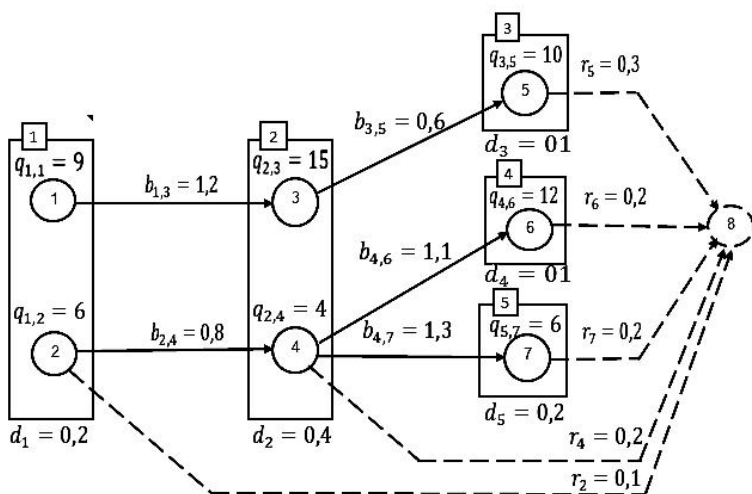 3
q₃,₅ = 10
5
r₅ = 0,3
d₃ = 01
1
q₁,₁ = 9
1
b₁,₃ = 1,2
2
q₂,₃ = 15
3
b₃,₅ = 0,6
4
q₄,₆ = 12
6
r₆ = 0,2
d₄ = 01
8
b₄,₆ = 1,1
q₁,₂ = 6
2
b₂,₄ = 0,8
q₂,₄ = 4
4
b₄,₇ = 1,3
5
q₅,₇ = 6
7
r₇ = 0,2
d₅ = 0,2
d₁ = 0,2
d₂ = 0,4
r₄ = 0,2
r₂ = 0,1